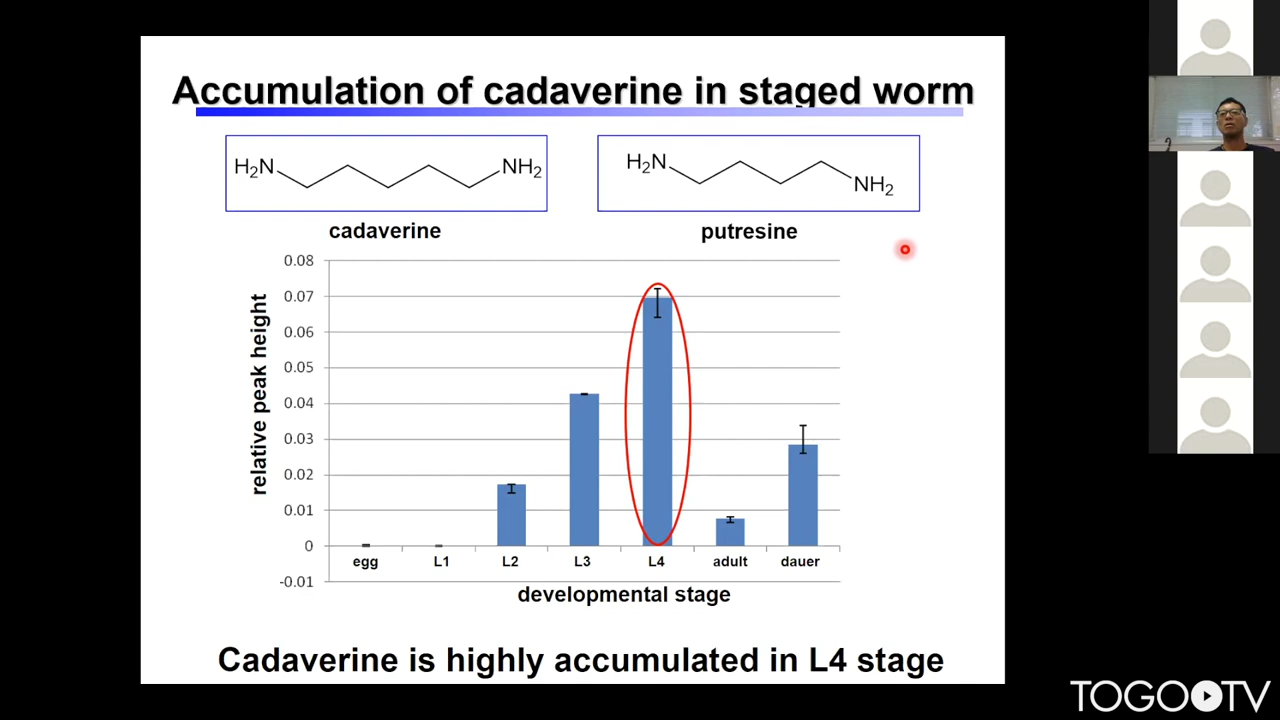 Accumulation of cadaverine in staged worm
H2N
NH2
H2N
NH2
cadaverine
putresine
0.08
0.07
0.06
0.05
0.04
0.03
0.02
0.01
0
-0.01
relative peak height
egg L1 L2 L3 L4 adult dauer
developmental stage
Cadaverine is highly accumulated in L4 stage
TOGO TV